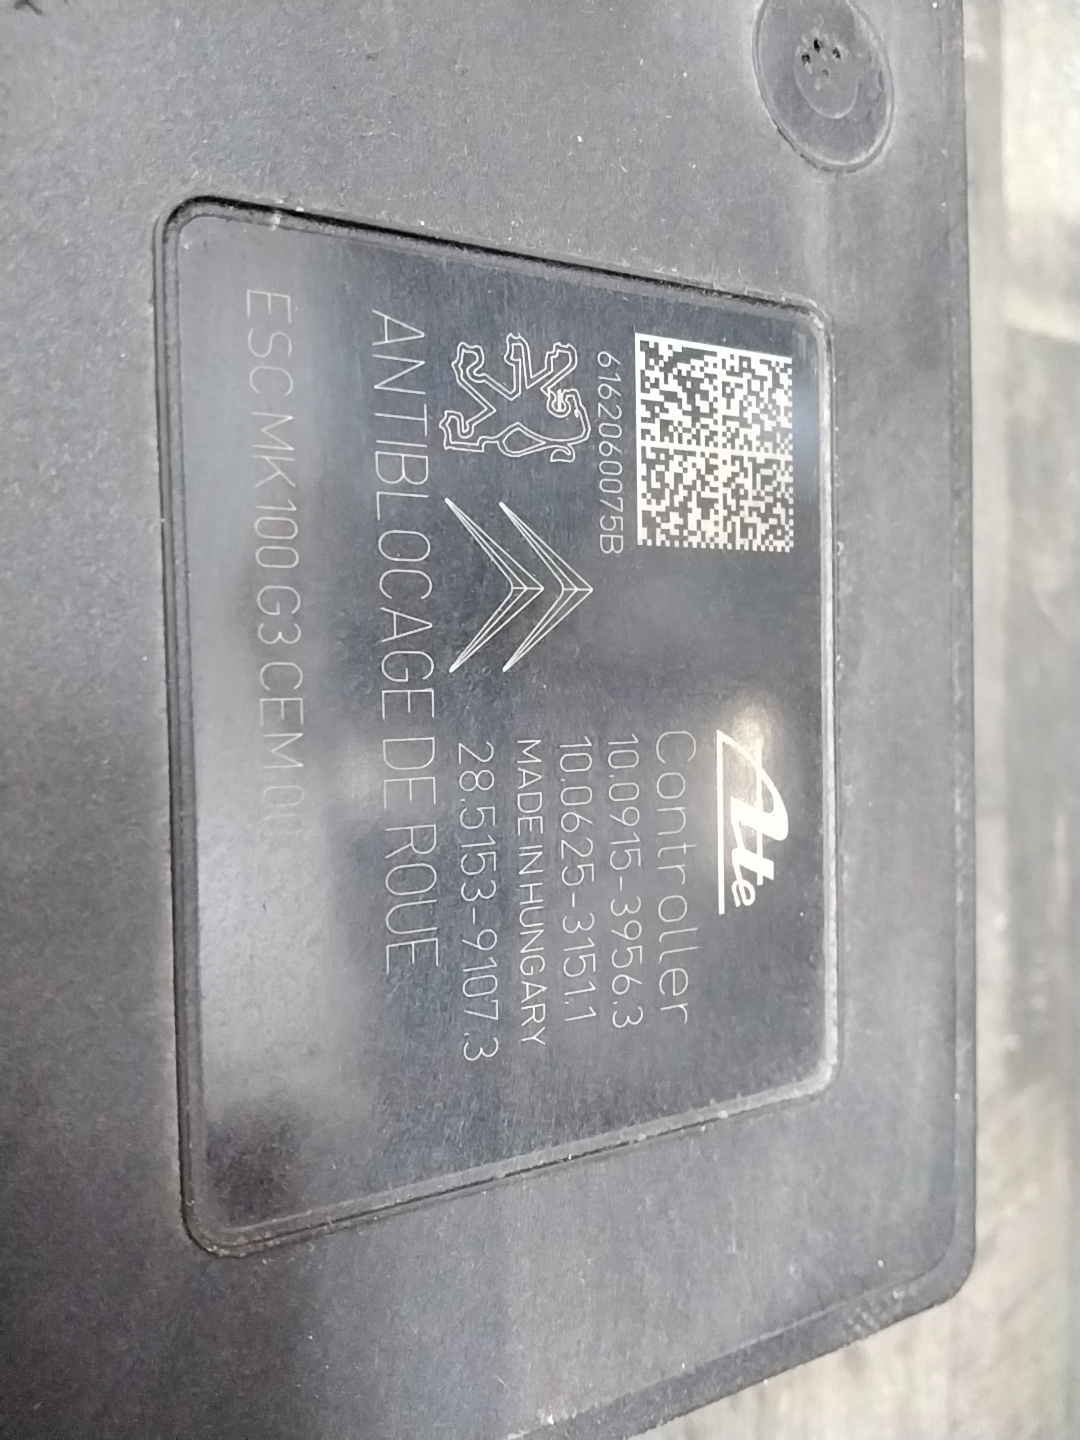 Ate
Controller
6162060075B
10.0915-3956.3
10.0625-3151.1
MADE IN HUNGARY
28.5153-9107.3
ANTIBLOCAGE DE ROUE
ESC MK100 G3 CEM 00